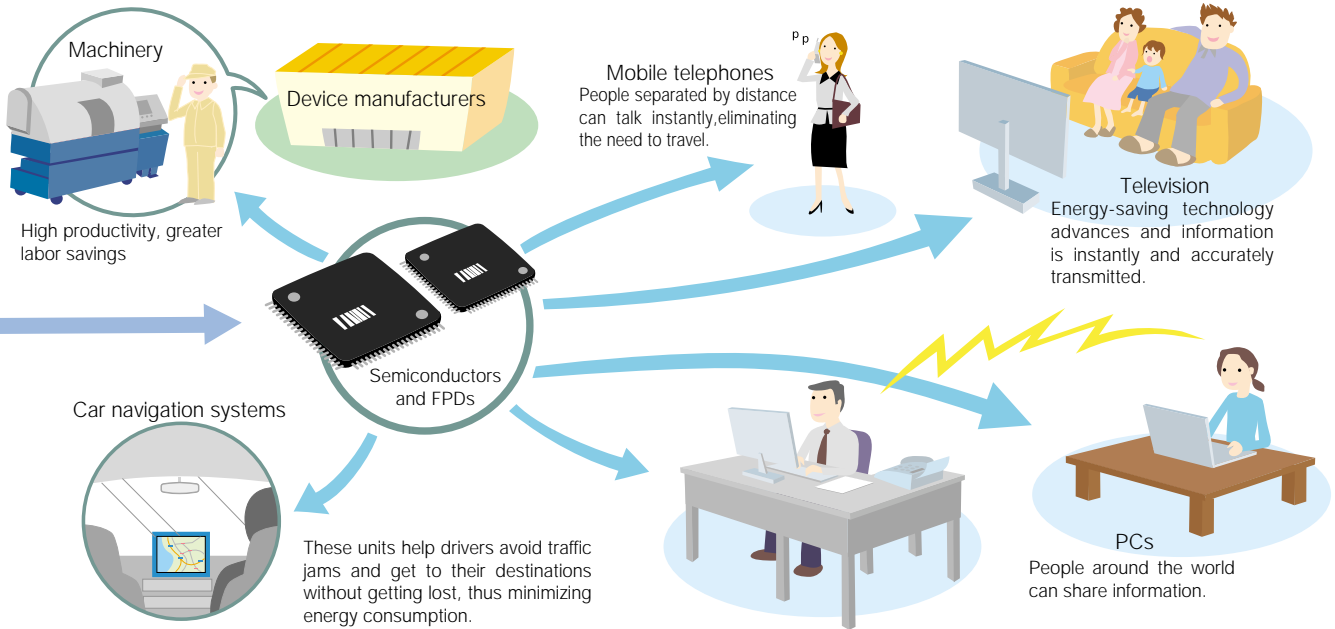 Machinery
Device manufacturers
High productivity, greater
labor savings
Mobile telephones
People separated by distance
can talk instantly,eliminating
the need to travel.
p p
Television
Energy-saving technology
advances and information
is instantly and accurately
transmitted.
Semiconductors
and FPDs
Car navigation systems
These units help drivers avoid traffic
jams and get to their destinations
without getting lost, thus minimizing
energy consumption.
PCs
People around the world
can share information.